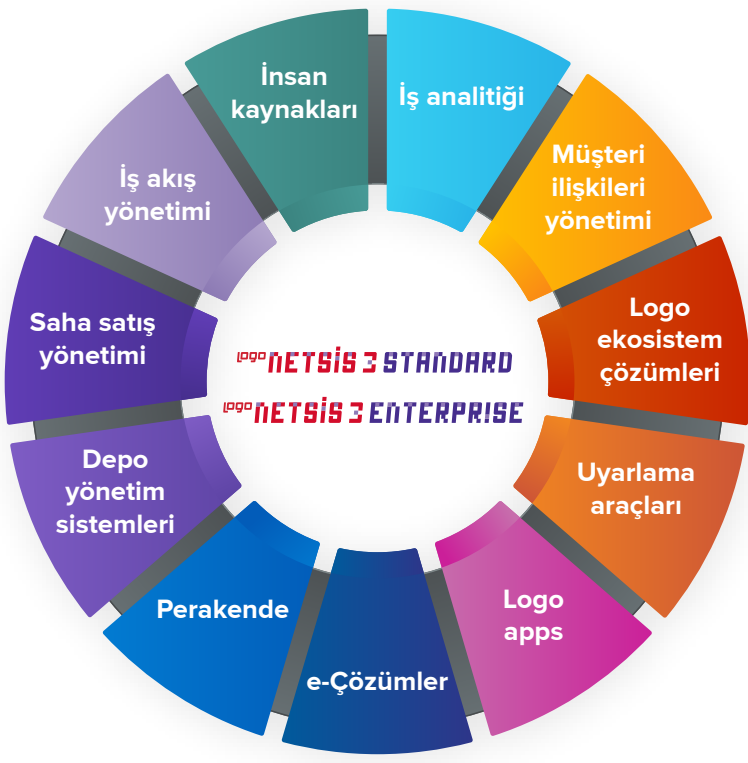 İnsan
kaynakları
İş analitiği
Müşteri
ilişkileri
yönetimi
Logo
ekosistem
çözümleri
Uyarlama
araçları
Logo
apps
e-Çözümler
Perakende
Depo
yönetim
sistemleri
Saha satış
yönetimi
İş akış
yönetimi
LOGO NETSİS 3 STANDARD
LOGO NETSİS 3 ENTERPRISE